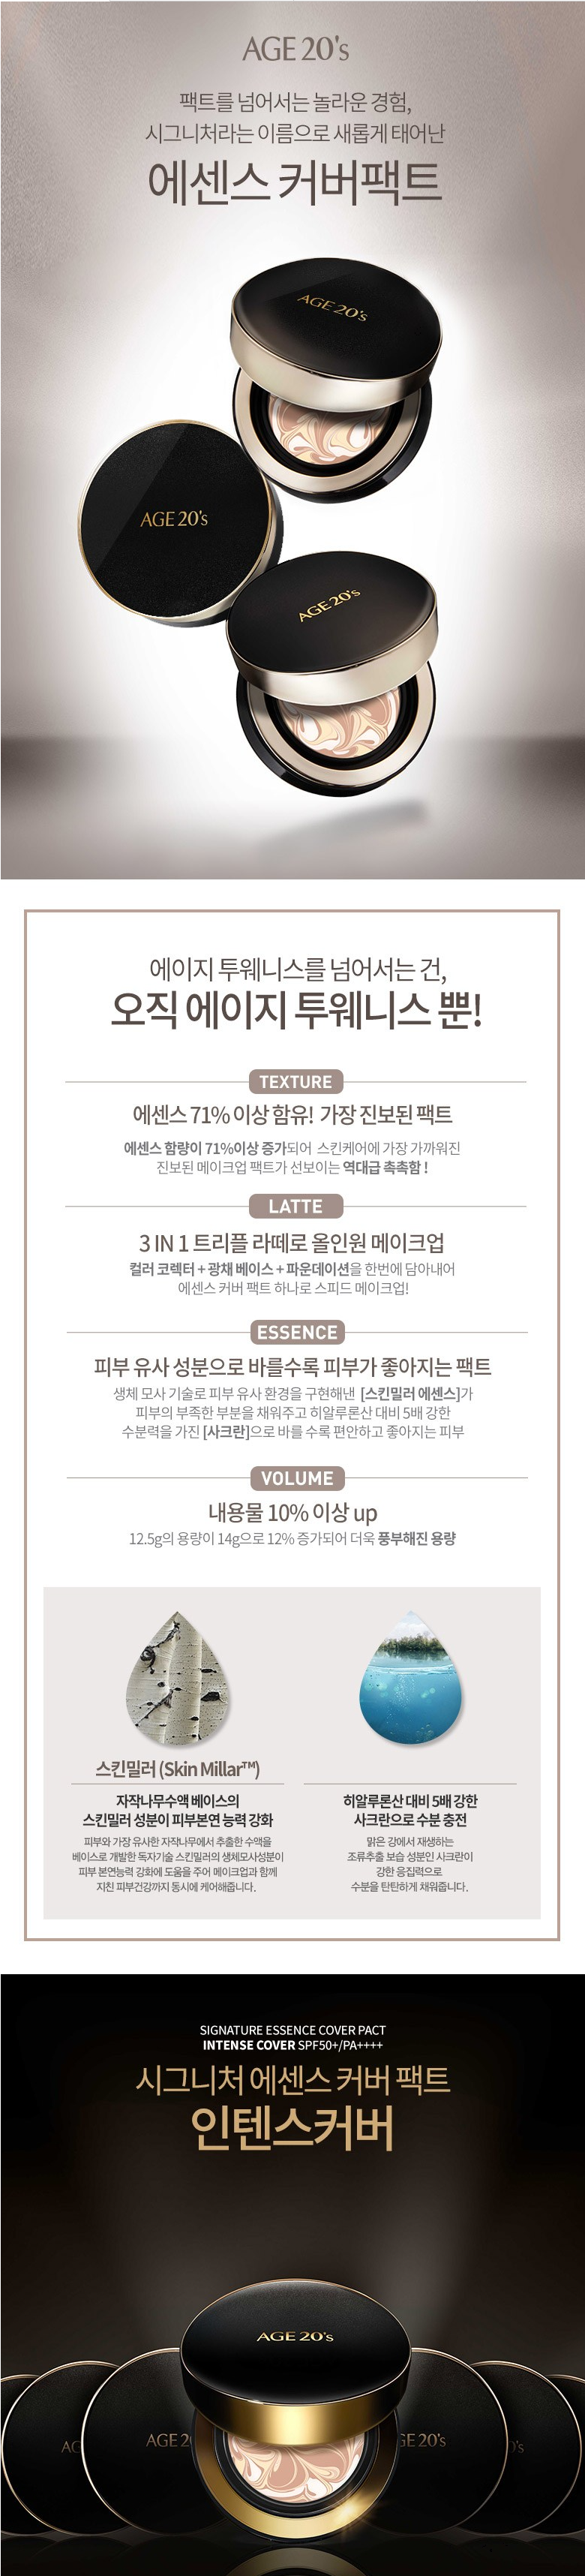 AGE 20's
팩트를 넘어서는 놀라운 경험,
시그니처라는 이름으로 새롭게 태어난
에센스 커버팩트
AGE 20's
AGE 20's
AGE 20's
에이지 투웨니스를 넘어서는 건,
오직 에이지 투웨니스 뿐!
TEXTURE
에센스 71% 이상 함유! 가장 진보된 팩트
에센스 함량이 71%이상 증가되어 스킨케어에 가장 가까워진
진보된 메이크업 팩트가 선보이는 역대급 촉촉함 !
LATTE
3 IN 1 트리플 라떼로 올인원 메이크업
컬러 코렉터 + 광채 베이스 + 파운데이션을 한번에 담아내어
에센스 커버 팩트 하나로 스피드 메이크업!
ESSENCE
피부 유사 성분으로 바를수록 피부가 좋아지는 팩트
생체 모사 기술로 피부 유사 환경을 구현해낸 [스킨밀러 에센스]가
피부의 부족한 부분을 채워주고 히알루론산 대비 5배 강한
수분력을 가진 [사크란]으로 바를 수록 편안하고 좋아지는 피부
VOLUME
내용물 10% 이상 up
12.5g의 용량이 14g으로 12% 증가되어 더욱 풍부해진 용량
스킨밀러 (Skin Millar™)
자작나무수액 베이스의
스킨밀러 성분이 피부본연 능력 강화
피부와 가장 유사한 자작나무에서 추출한 수액을
베이스로 개발한 독자기술 스킨밀러의 생체모사성분이
피부 본연능력 강화에 도움을 주어 메이크업과 함께
지친 피부건강까지 동시에 케어해줍니다.
히알루론산 대비 5배 강한
사크란으로 수분 충전
맑은 강에서 재생하는
조류추출 보습 성분인 사크란이
강한 응집력으로
수분을 탄탄하게 채워줍니다.
SIGNATURE ESSENCE COVER PACT
INTENSE COVER SPF50+/PA++++
시그니처 에센스 커버 팩트
인텐스커버
AGE 20's
AG
AGE 2
GE 20's
0's